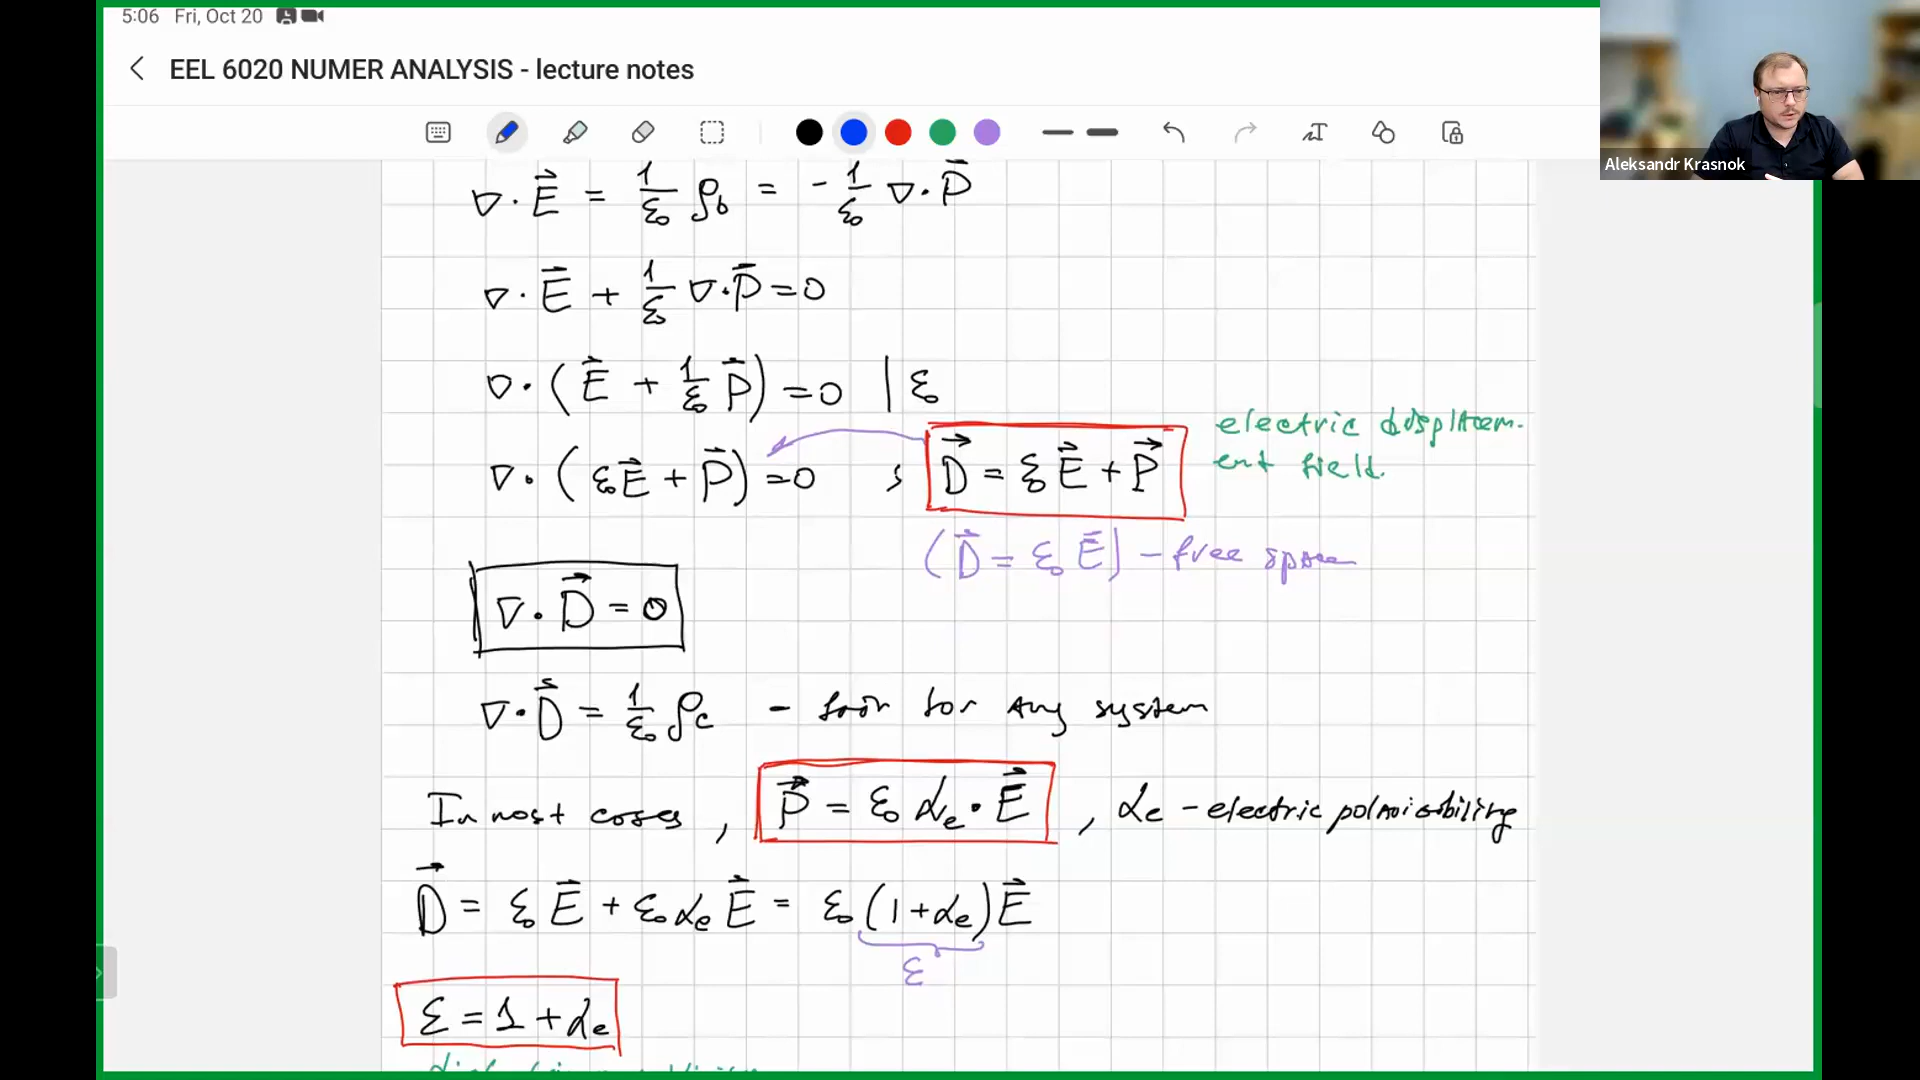 5:06 Fri, Oct 20
EEL 6020 NUMER ANALYSIS - lecture notes
Aleksandr Krasnok
∇·E⃗ = 1/ε₀ ρ_b = - 1/ε₀ ∇·P⃗
∇·E⃗ + 1/ε₀ ∇·P⃗ = 0
∇·(E⃗ + 1/ε₀ P⃗) = 0 | ε₀
∇·(ε₀E⃗ + P⃗) = 0 ; D⃗ = ε₀E⃗ + P⃗ electric displacem-
ent field.
(D⃗ = ε₀E⃗) - free space
∇·D⃗ = 0
∇·D⃗ = 1/ε₀ ρ_c - for any system
In most cases, P⃗ = ε₀ α_e·E⃗, α_e - electric
D⃗ = ε₀E⃗ + ε₀α_eE⃗ = ε₀(1+α_e)E⃗
ε
ε = 1 + α_e